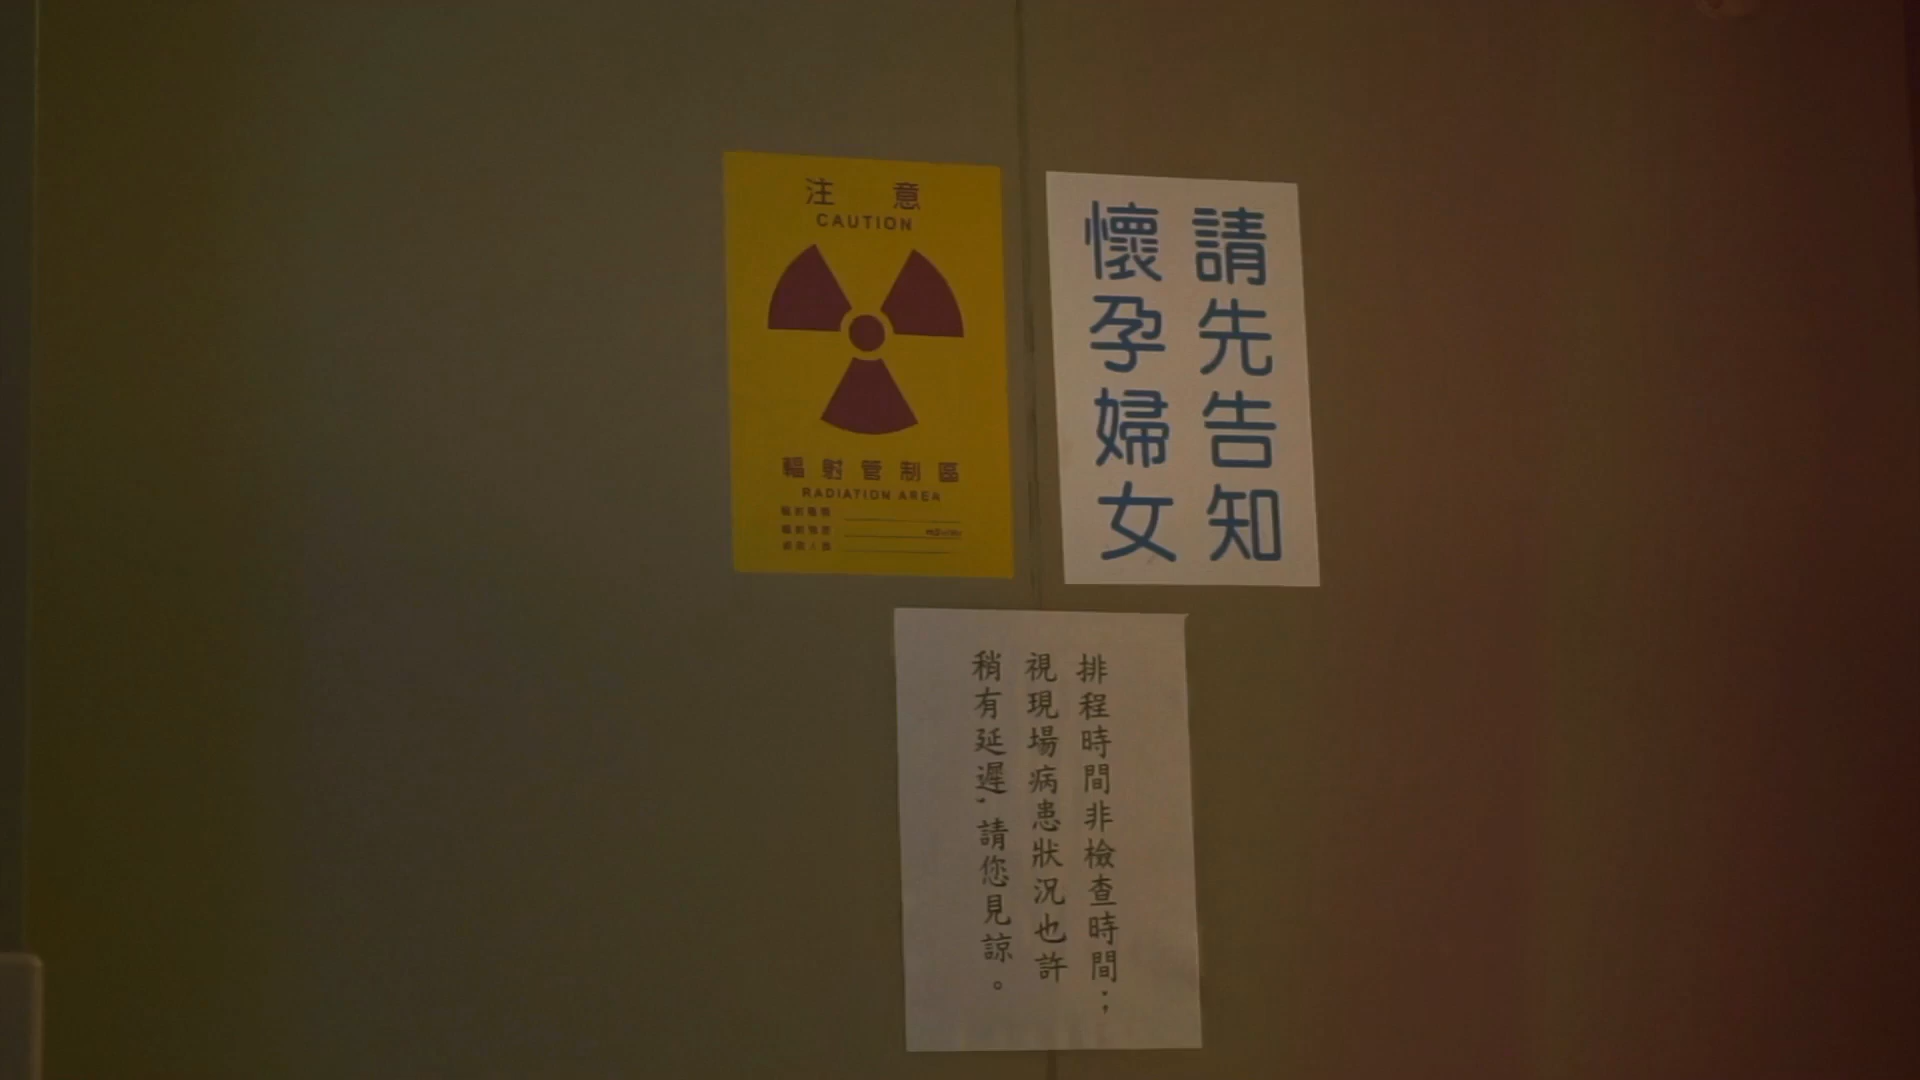 注意
CAUTION
輻射管制區
RADIATION AREA
請先告知
懷孕婦女
排程時間非檢查時間；
視現場病患狀況也許
稍有延遲，請您見諒。